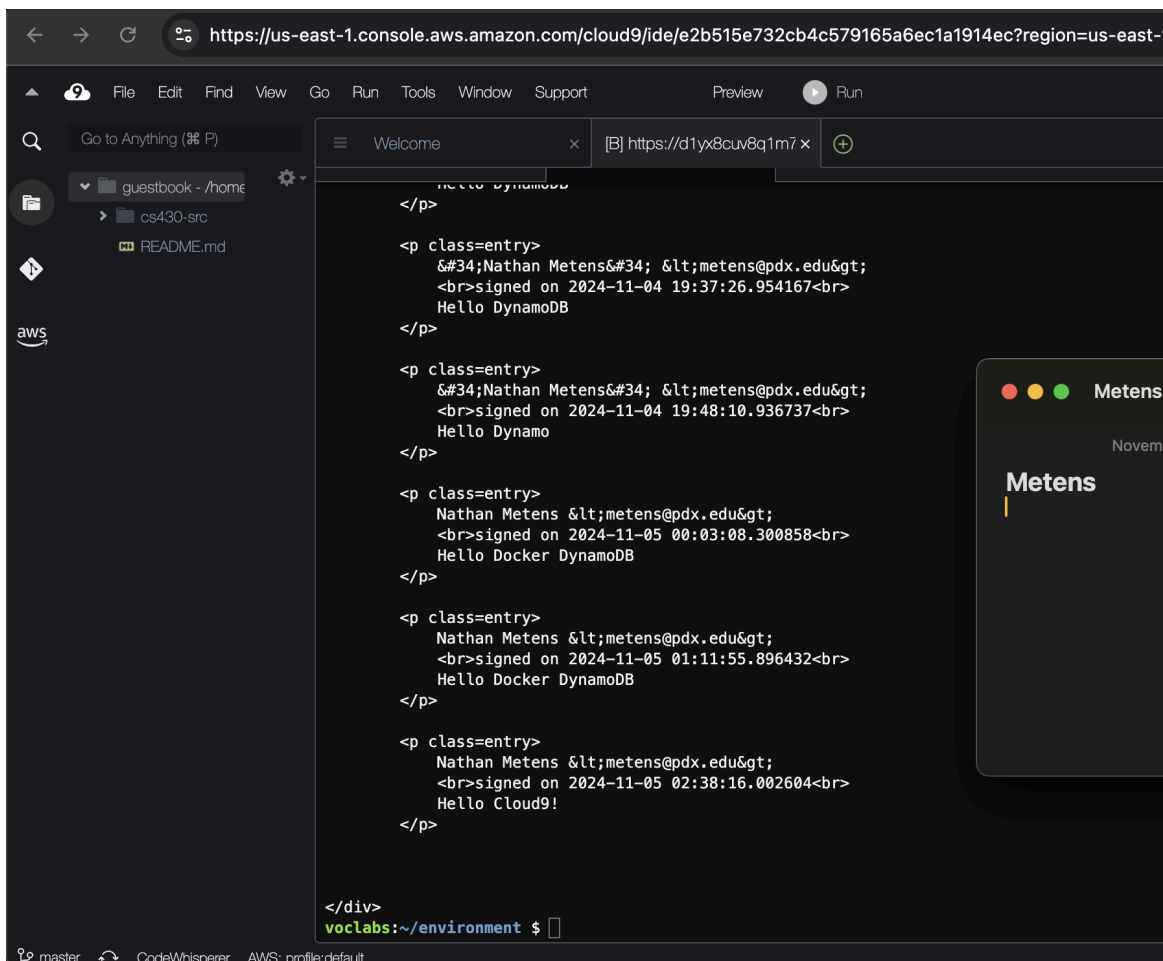 https://us-east-1.console.aws.amazon.com/cloud9/ide/e2b515e732cb4c579165a6ec1a1914ec?region=us-east-
9 File Edit Find View Go Run Tools Window Support Preview Run
Go to Anything (⌘ P)
Welcome × [B] https://d1yx8cuv8q1m7 ×
guestbook - /home
cs430-src
README.md
aws
Hello DynamoDB
</p>
<p class=entry>
&#34;Nathan Metens&#34; &lt;metens@pdx.edu&gt;
<br>signed on 2024-11-04 19:37:26.954167<br>
Hello DynamoDB
</p>
<p class=entry>
&#34;Nathan Metens&#34; &lt;metens@pdx.edu&gt;
<br>signed on 2024-11-04 19:48:10.936737<br>
Hello Dynamo
</p>
<p class=entry>
Nathan Metens &lt;metens@pdx.edu&gt;
<br>signed on 2024-11-05 00:03:08.300858<br>
Hello Docker DynamoDB
</p>
<p class=entry>
Nathan Metens &lt;metens@pdx.edu&gt;
<br>signed on 2024-11-05 01:11:55.896432<br>
Hello Docker DynamoDB
</p>
<p class=entry>
Nathan Metens &lt;metens@pdx.edu&gt;
<br>signed on 2024-11-05 02:38:16.002604<br>
Hello Cloud9!
</p>
</div>
voclabs:~/environment $
Metens
Novem
Metens
master CodeWhisperer AWS: profile:default